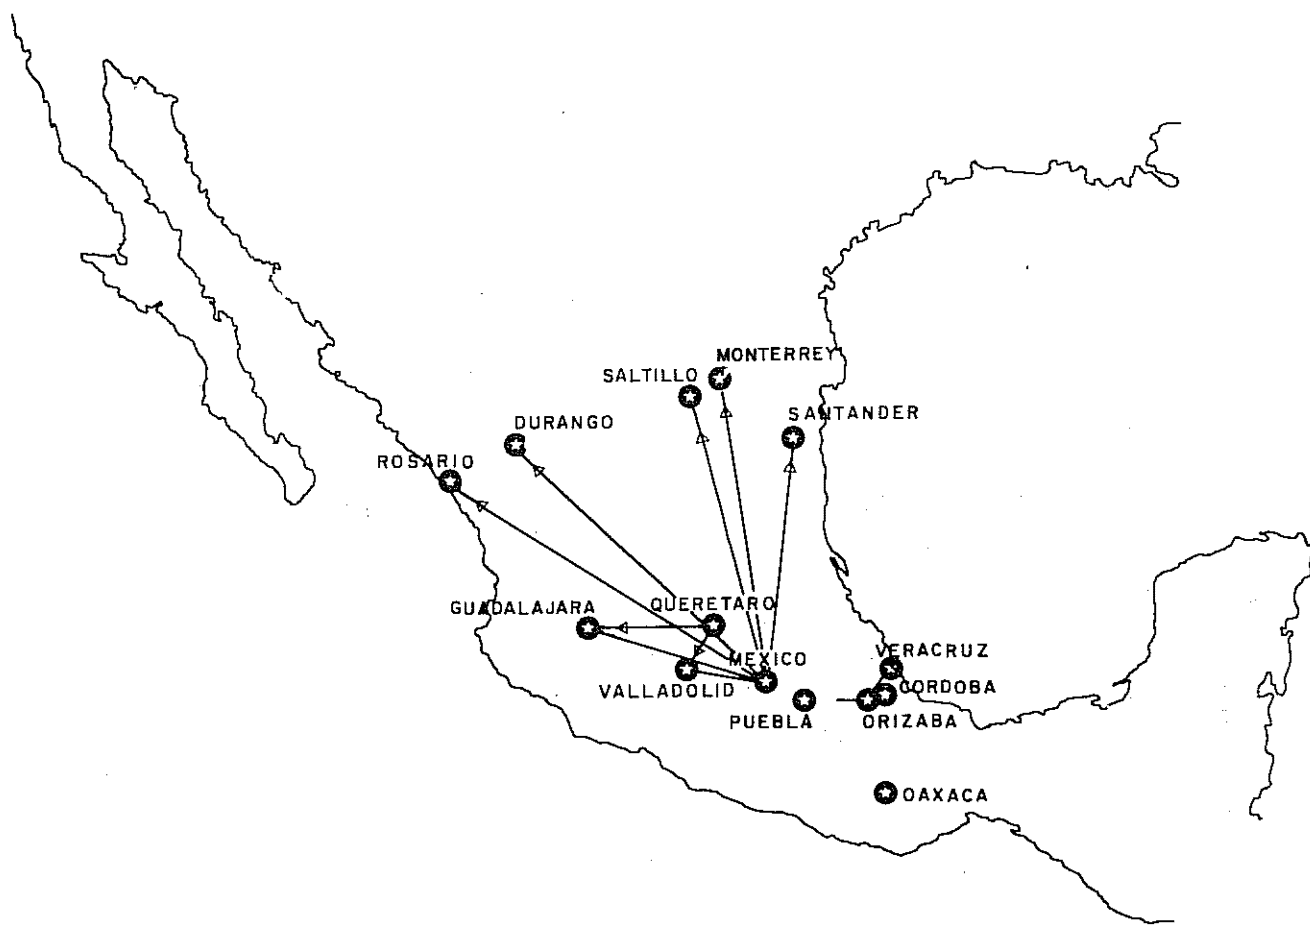 MONTERREY
SALTILLO
SANTANDER
DURANGO
ROSARIO
GUADALAJARA
QUERETARO
MEXICO
VERACRUZ
VALLADOLID
CORDOBA
PUEBLA
ORIZABA
OAXACA